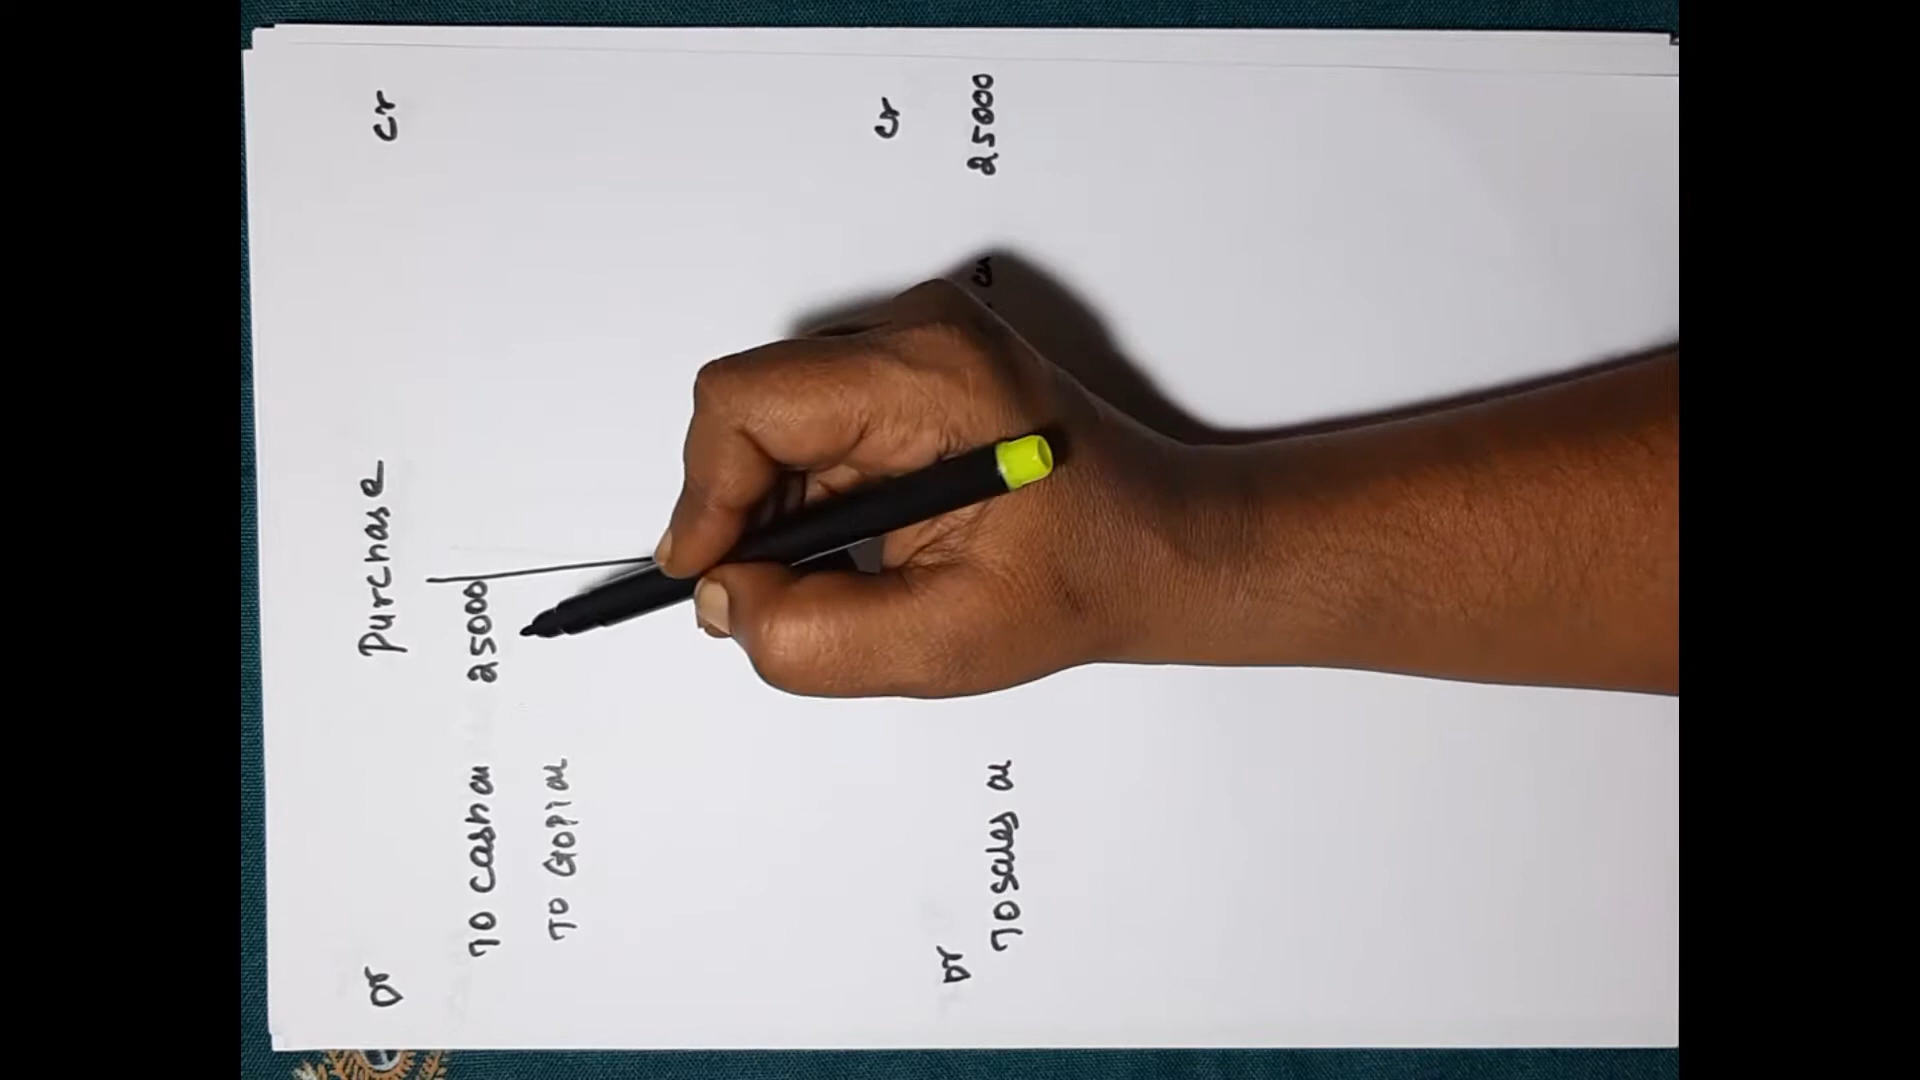 Purchase
Dr Cr
TO Cash a/c 25000
TO Gopi a/c
Dr Cr
TO Sales a/c 25000